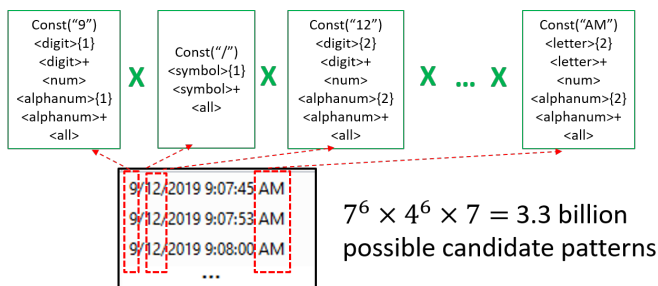 Const(“9”)
<digit>{1}
<digit>+
<num>
<alphanum>{1}
<alphanum>+
<all>
X
Const(“/”)
<symbol>{1}
<symbol>+
<all>
X
Const(“12”)
<digit>{2}
<digit>+
<num>
<alphanum>{2}
<alphanum>+
<all>
X ... X
Const(“AM”)
<letter>{2}
<letter>+
<num>
<alphanum>{2}
<alphanum>+
<all>
9/12/2019 9:07:45 AM
9/12/2019 9:07:53 AM
9/12/2019 9:08:00 AM
...
7⁶ × 4⁶ × 7 = 3.3 billion
possible candidate patterns